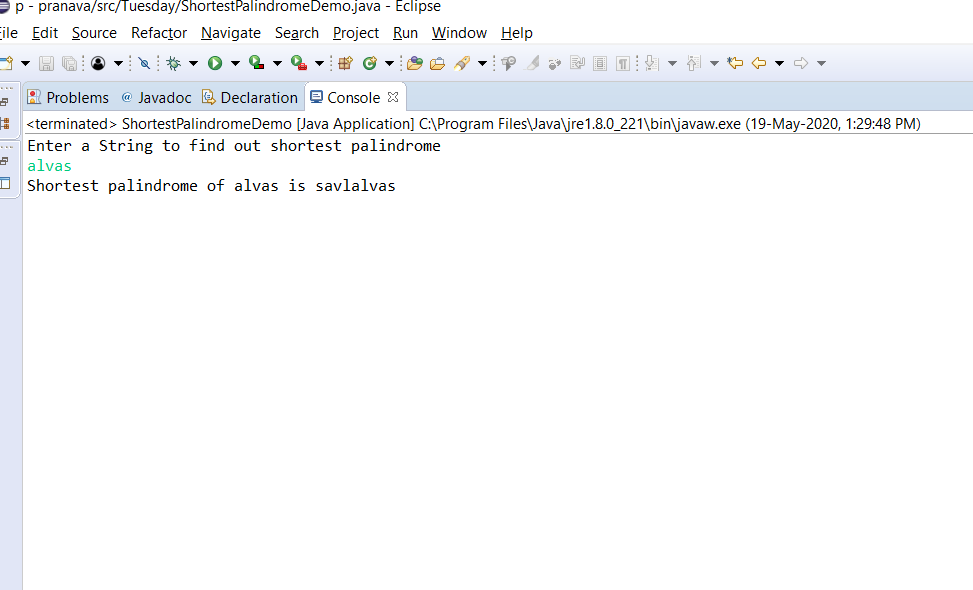 p - pranava/src/Tuesday/ShortestPalindromeDemo.java - Eclipse
File Edit Source Refactor Navigate Search Project Run Window Help
Problems @ Javadoc Declaration Console
<terminated> ShortestPalindromeDemo [Java Application] C:\Program Files\Java\jre1.8.0_221\bin\javaw.exe (19-May-2020, 1:29:48 PM)
Enter a String to find out shortest palindrome
alvas
Shortest palindrome of alvas is savlalvas